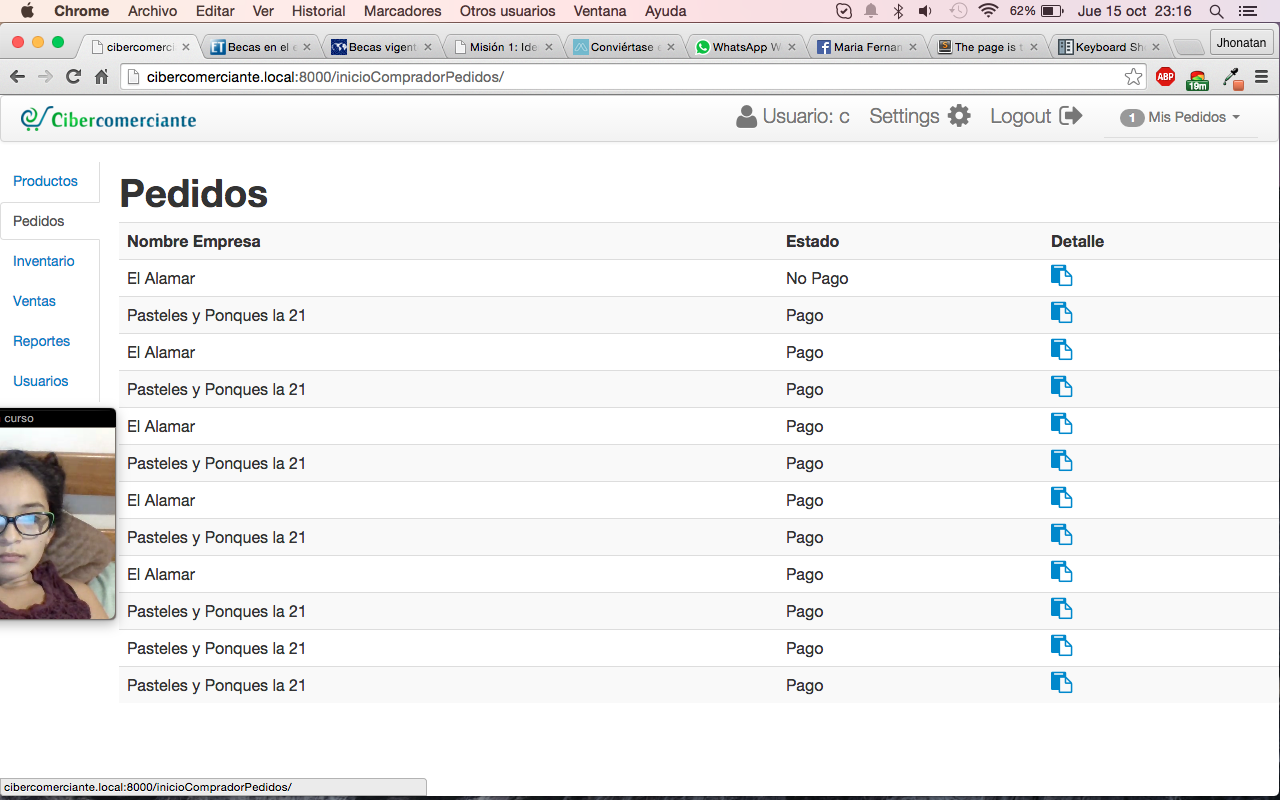 Chrome Archivo Editar Ver Historial Marcadores Otros usuarios Ventana Ayuda 62% Jue 15 oct 23:16
cibercomerci Becas en el e Becas vigent Misión 1: Ide Conviértase e WhatsApp W Maria Fernan The page is t Keyboard Sh Jhonatan
cibercomerciante.local:8000/inicioCompradorPedidos/ ABP 19m
Cibercomerciante Usuario: c Settings Logout 1 Mis Pedidos
Productos
Pedidos
Inventario
Ventas
Reportes
Usuarios
curso
Pedidos
Nombre Empresa Estado Detalle
El Alamar No Pago
Pasteles y Ponques la 21 Pago
El Alamar Pago
Pasteles y Ponques la 21 Pago
El Alamar Pago
Pasteles y Ponques la 21 Pago
El Alamar Pago
Pasteles y Ponques la 21 Pago
El Alamar Pago
Pasteles y Ponques la 21 Pago
Pasteles y Ponques la 21 Pago
Pasteles y Ponques la 21 Pago
cibercomerciante.local:8000/inicioCompradorPedidos/